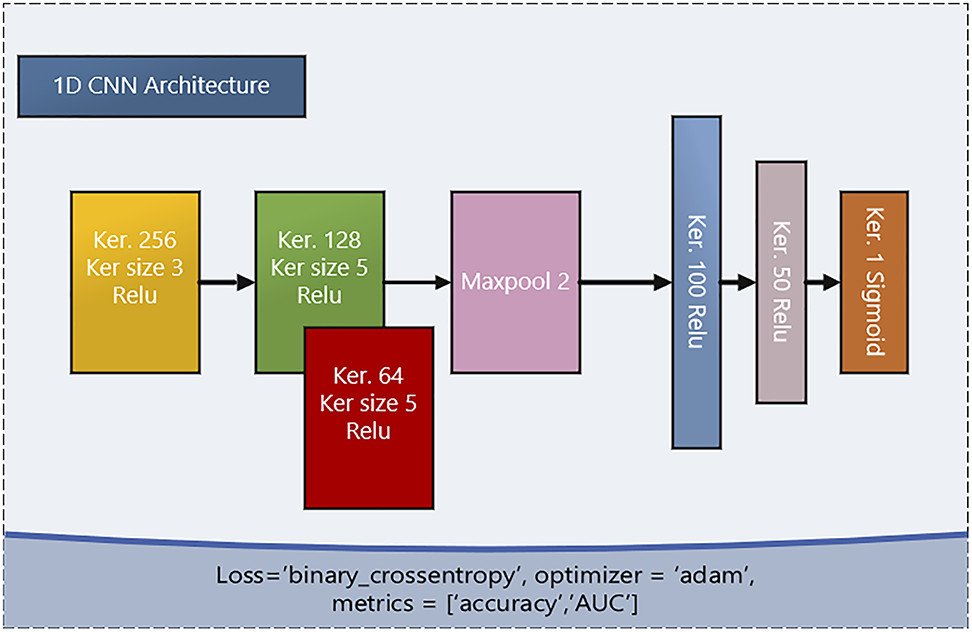 1D CNN Architecture
Ker. 256
Ker size 3
Relu
Ker. 128
Ker size 5
Relu
Ker. 64
Ker size 5
Relu
Maxpool 2
Ker. 100 Relu
Ker. 50 Relu
Ker. 1 Sigmoid
Loss=’binary_crossentropy’, optimizer = ‘adam’,
metrics = [‘accuracy’,’AUC’]